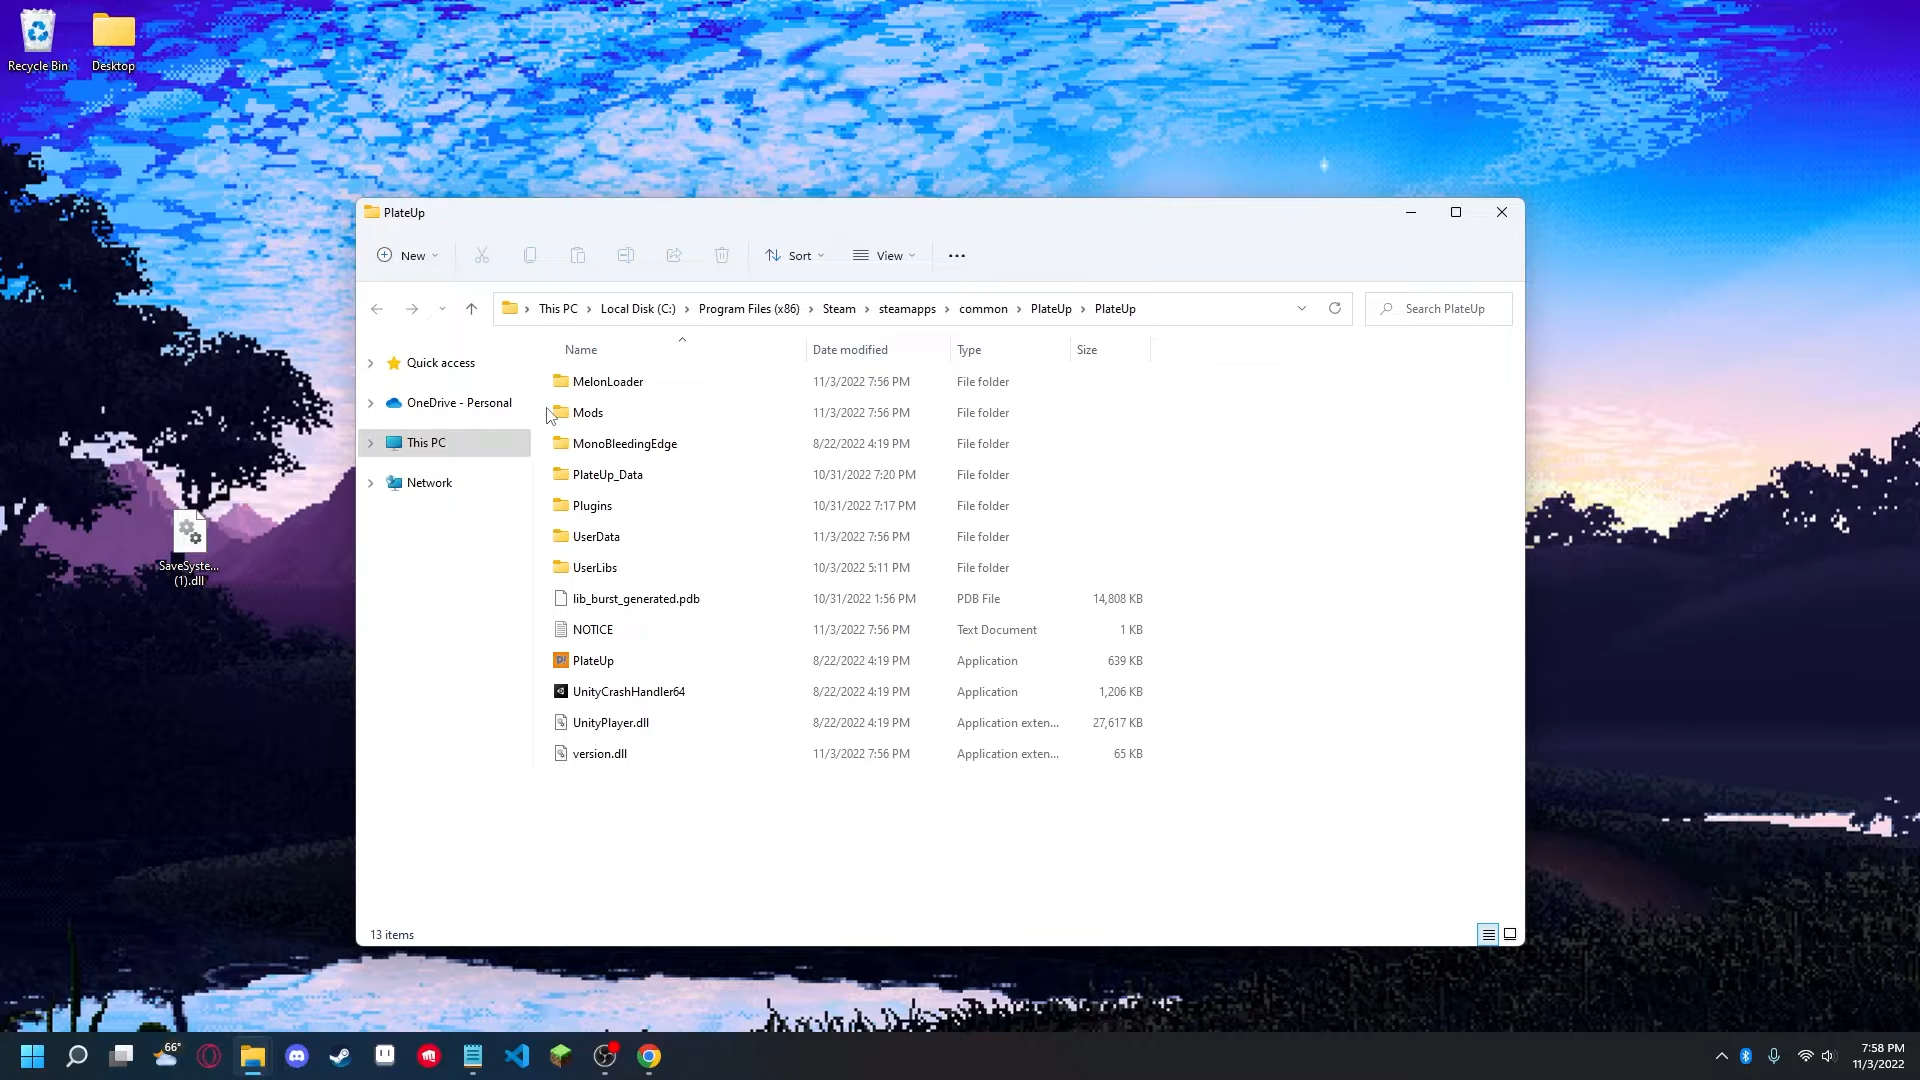 Recycle Bin
Desktop
SaveSyste...
(1).dll
PlateUp
New
Sort
View
This PC
Local Disk (C:)
Program Files (x86)
Steam
steamapps
common
PlateUp
PlateUp
Search PlateUp
Quick access
OneDrive - Personal
This PC
Network
Name Date modified Type Size
MelonLoader 11/3/2022 7:56 PM File folder
Mods 11/3/2022 7:56 PM File folder
MonoBleedingEdge 8/22/2022 4:19 PM File folder
PlateUp_Data 10/31/2022 7:20 PM File folder
Plugins 10/31/2022 7:17 PM File folder
UserData 11/3/2022 7:56 PM File folder
UserLibs 10/3/2022 5:11 PM File folder
lib_burst_generated.pdb 10/31/2022 1:56 PM PDB File 14,808 KB
NOTICE 11/3/2022 7:56 PM Text Document 1 KB
PlateUp 8/22/2022 4:19 PM Application 639 KB
UnityCrashHandler64 8/22/2022 4:19 PM Application 1,206 KB
UnityPlayer.dll 8/22/2022 4:19 PM Application exten... 27,617 KB
version.dll 11/3/2022 7:56 PM Application exten... 65 KB
13 items
66°
7:58 PM
11/3/2022